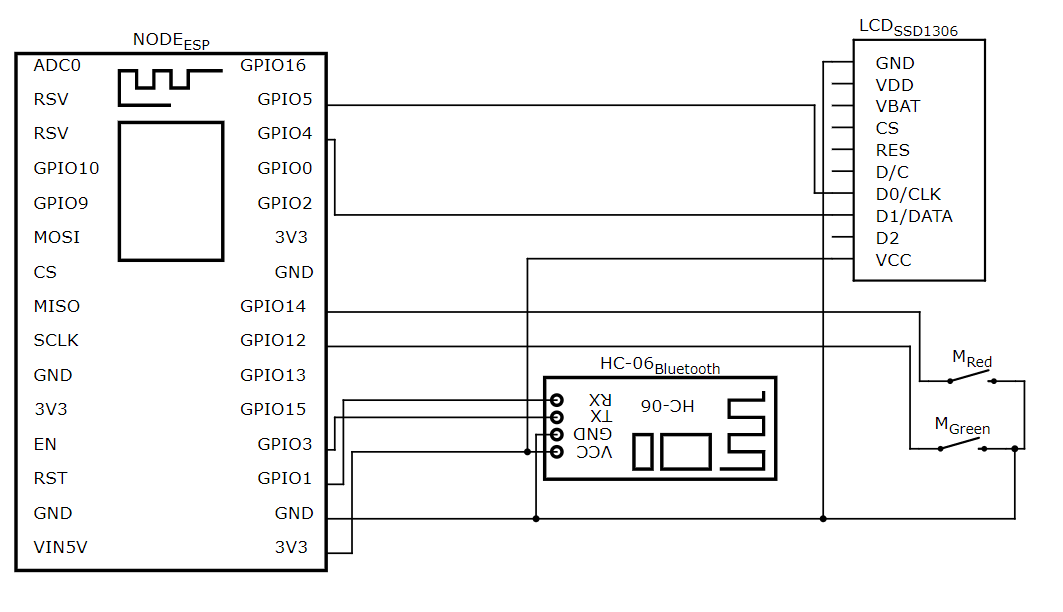 NODEESP
ADC0
RSV
RSV
GPIO10
GPIO9
MOSI
CS
MISO
SCLK
GND
3V3
EN
RST
GND
VIN5V
GPIO16
GPIO5
GPIO4
GPIO0
GPIO2
3V3
GND
GPIO14
GPIO12
GPIO13
GPIO15
GPIO3
GPIO1
GND
3V3
LCDSSD1306
GND
VDD
VBAT
CS
RES
D/C
D0/CLK
D1/DATA
D2
VCC
HC-06Bluetooth
RX
TX
GND
VCC
HC-06
MRed
MGreen